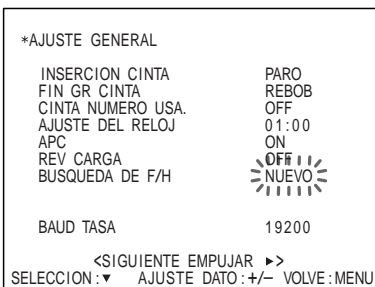 *AJUSTE GENERAL
INSERCION CINTA PARO
FIN GR CINTA REBOB
CINTA NUMERO USA. OFF
AJUSTE DEL RELOJ 01:00
APC ON
REV CARGA OFF
BUSQUEDA DE F/H NUEVO
BAUD TASA 19200
<SIGUIENTE EMPUJAR ▶>
SELECCION:▼ AJUSTE DATO:+/− VOLVE:MENU